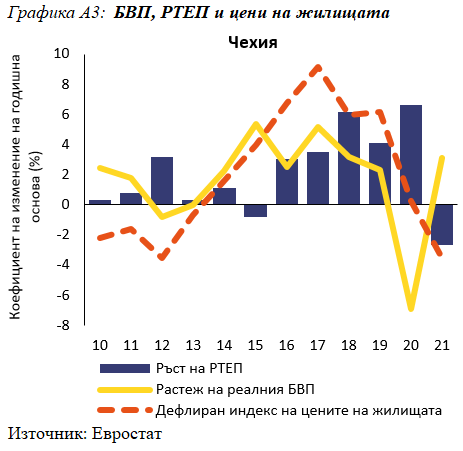 Графика А3: БВП, РТЕП и цени на жилищата
Чехия
Коефициент на изменение на годишна
основа (%)
10
8
6
4
2
0
-2
-4
-6
-8
10 11 12 13 14 15 16 17 18 19 20 21
Ръст на РТЕП
Растеж на реалния БВП
Дефлиран индекс на цените на жилищата
Източник: Евростат